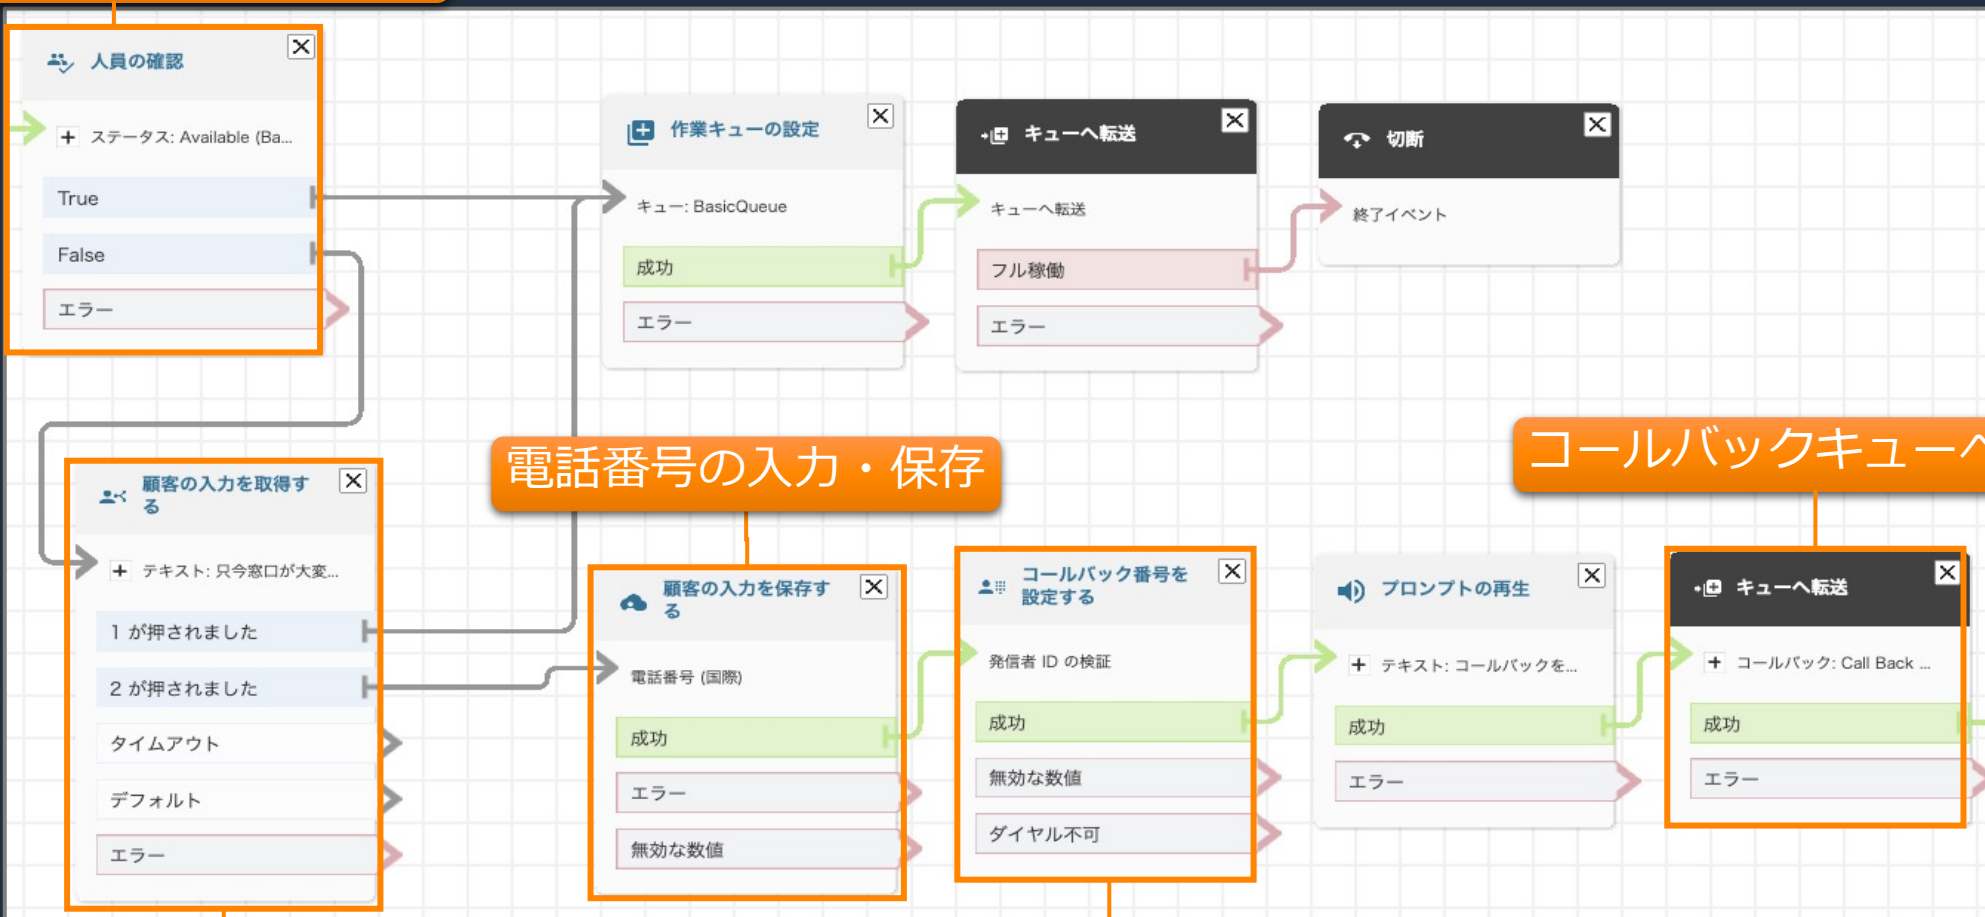 人員の確認
ステータス: Available (Ba...
True
False
エラー
作業キューの設定
キュー: BasicQueue
成功
エラー
キューへ転送
キューへ転送
フル稼働
エラー
切断
終了イベント
電話番号の入力・保存
コールバックキューへ
顧客の入力を取得す
る
テキスト: 只今窓口が大変...
1 が押されました
2 が押されました
タイムアウト
デフォルト
エラー
顧客の入力を保存す
る
電話番号 (国際)
成功
エラー
無効な数値
コールバック番号を
設定する
発信者 ID の検証
成功
無効な数値
ダイヤル不可
プロンプトの再生
テキスト: コールバックを...
成功
エラー
キューへ転送
コールバック: Call Back ...
成功
エラー